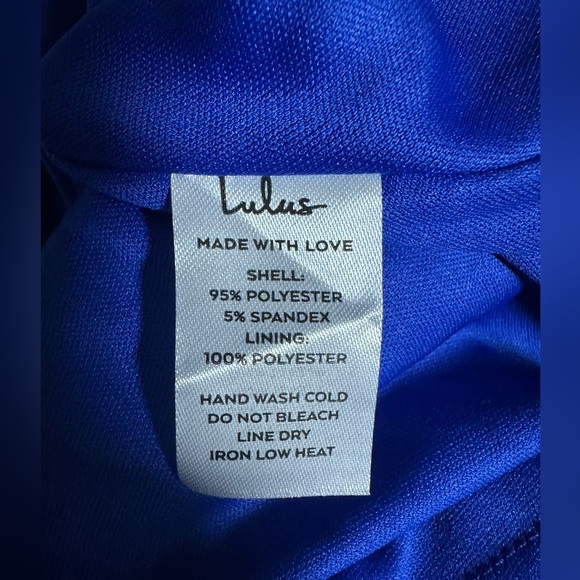 Lulus
MADE WITH LOVE
SHELL:
95% POLYESTER
5% SPANDEX
LINING:
100% POLYESTER
HAND WASH COLD
DO NOT BLEACH
LINE DRY
IRON LOW HEAT